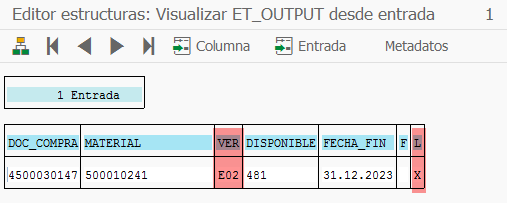 Editor estructuras: Visualizar ET_OUTPUT desde entrada 1
Columna Entrada Metadatos
1 Entrada
DOC_COMPRA MATERIAL VER DISPONIBLE FECHA_FIN F L
4500030147 500010241 E02 481 31.12.2023 X